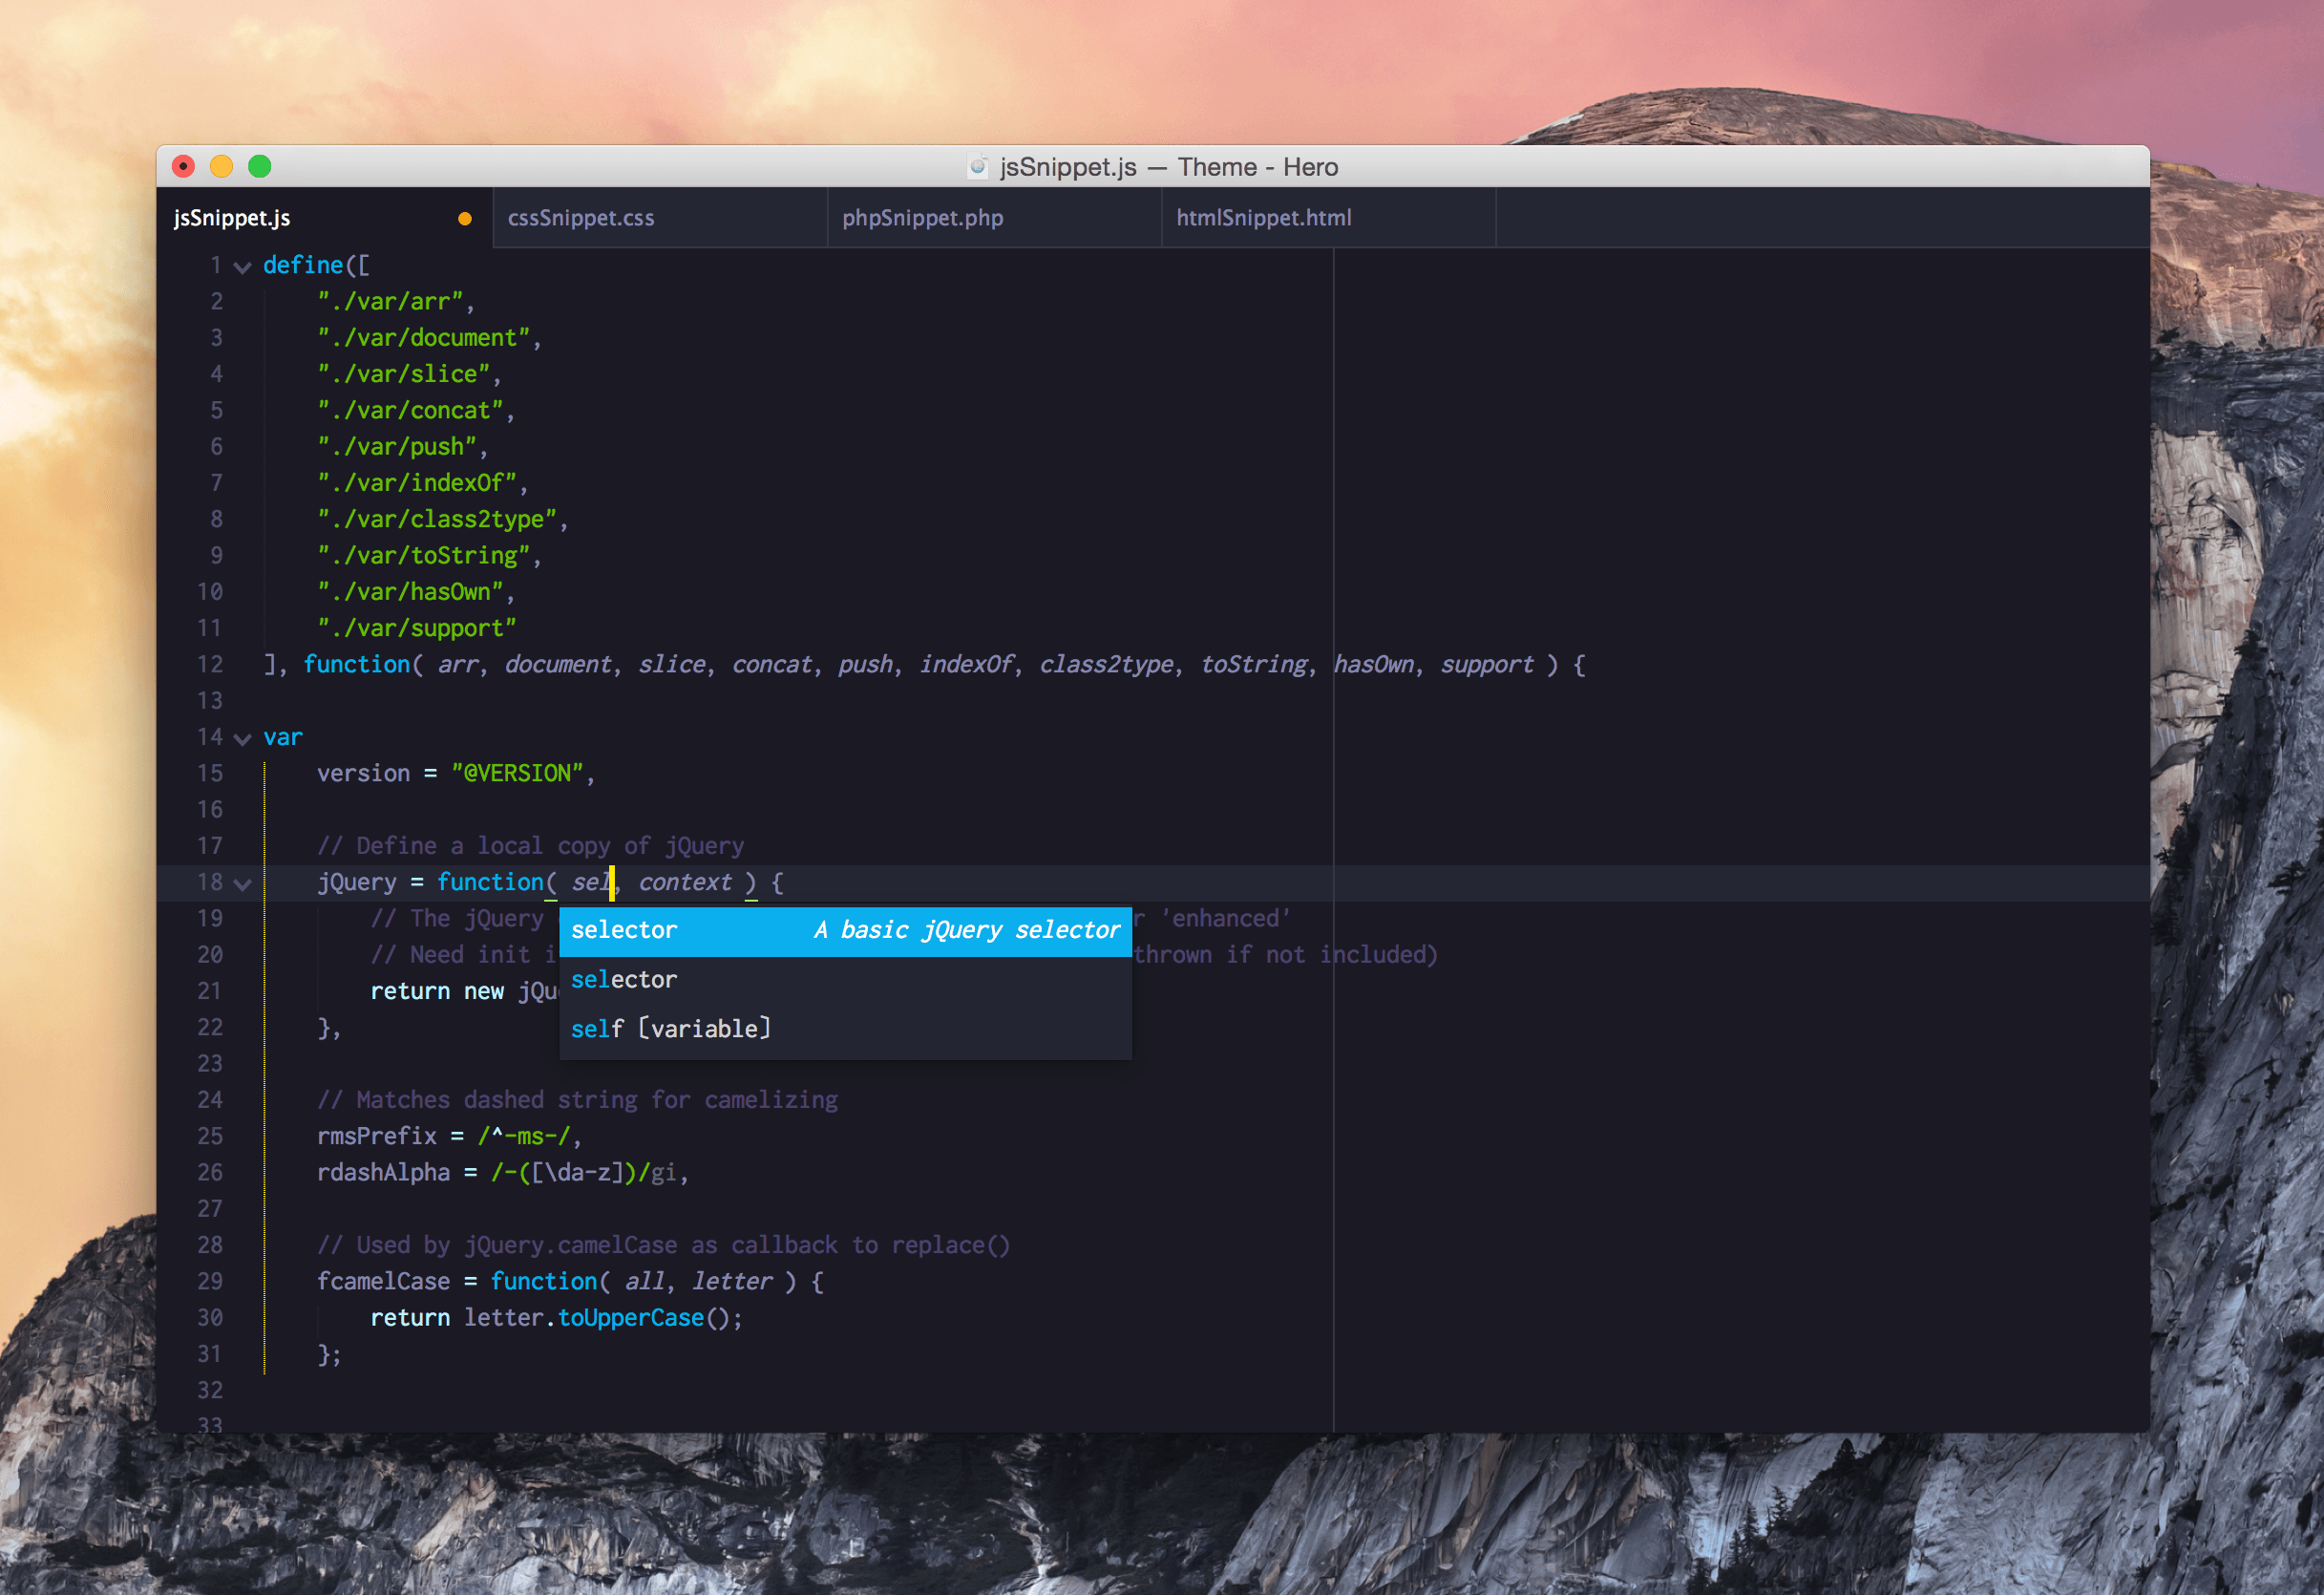 jsSnippet.js — Theme - Hero
jsSnippet.js cssSnippet.css phpSnippet.php htmlSnippet.html
1 define([
2 "./var/arr",
3 "./var/document",
4 "./var/slice",
5 "./var/concat",
6 "./var/push",
7 "./var/indexOf",
8 "./var/class2type",
9 "./var/toString",
10 "./var/hasOwn",
11 "./var/support"
12 ], function( arr, document, slice, concat, push, indexOf, class2type, toString, hasOwn, support ) {
13
14 var
15 version = "@VERSION",
16
17 // Define a local copy of jQuery
18 jQuery = function( sel, context ) {
19 // The jQuery r 'enhanced'
selector A basic jQuery selector
20 // Need init i thrown if not included)
selector
21 return new jQu
self [variable]
22 },
23
24 // Matches dashed string for camelizing
25 rmsPrefix = /^-ms-/,
26 rdashAlpha = /-([\da-z])/gi,
27
28 // Used by jQuery.camelCase as callback to replace()
29 fcamelCase = function( all, letter ) {
30 return letter.toUpperCase();
31 };
32
33